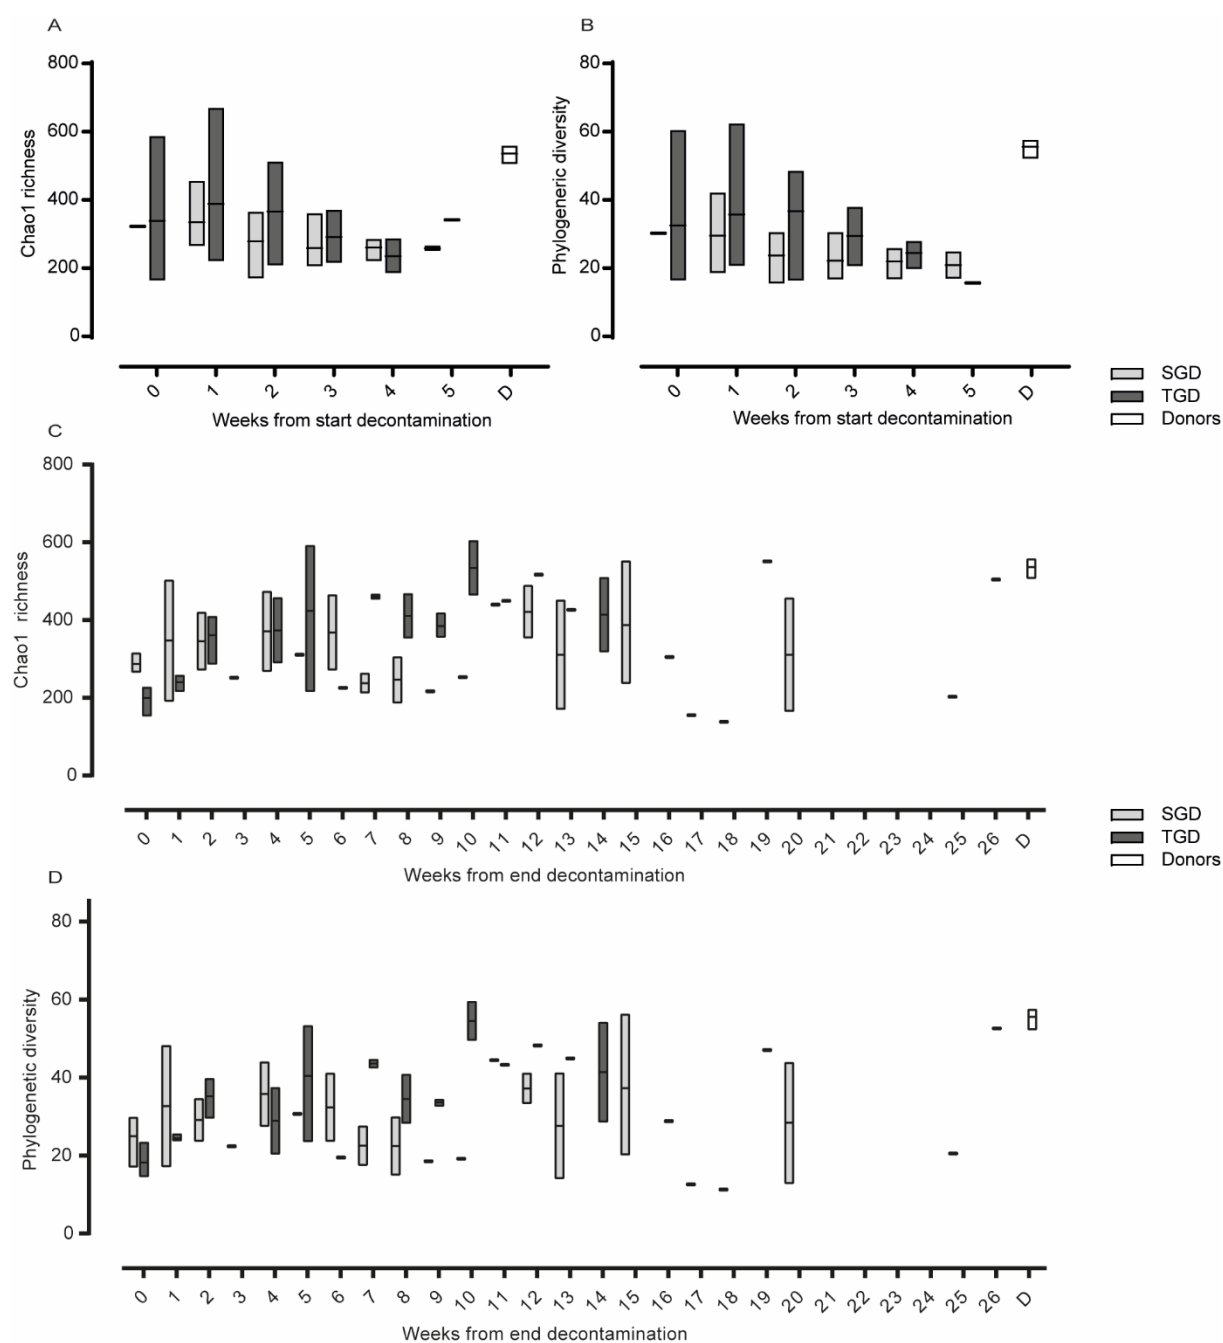 A
B
800
600
400
200
0
Chao1 richness
0 1 2 3 4 5 D
Weeks from start decontamination
80
60
40
20
0
Phylogeneric diversity
0 1 2 3 4 5 D
Weeks from start decontamination
SGD
TGD
Donors
C
800
600
400
200
0
Chao1 richness
0 1 2 3 4 5 6 7 8 9 10 11 12 13 14 15 16 17 18 19 20 21 22 23 24 25 26 D
Weeks from end decontamination
SGD
TGD
Donors
D
80
60
40
20
0
Phylogenetic diversity
0 1 2 3 4 5 6 7 8 9 10 11 12 13 14 15 16 17 18 19 20 21 22 23 24 25 26 D
Weeks from end decontamination